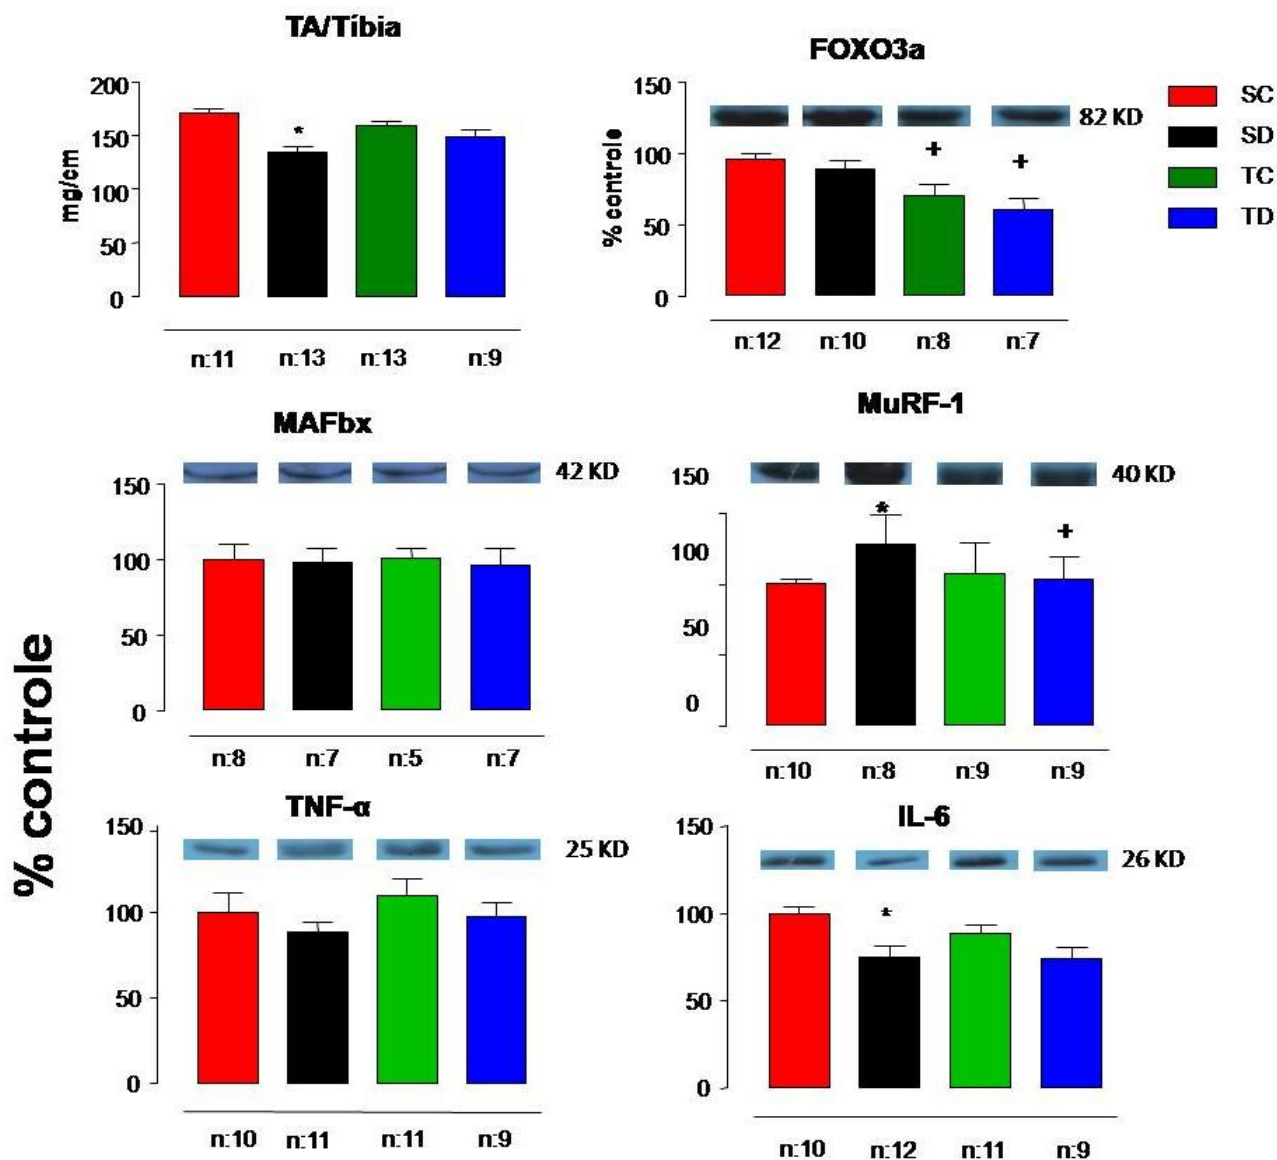 TA/Tíbia
200
150
100
50
0
mg/cm
*
n:11 n:13 n:13 n:9
FOXO3a
150
100
50
0
% controle
82 KD
+ +
n:12 n:10 n:8 n:7
SC
SD
TC
TD
% controle
MAFbx
42 KD
150
100
50
0
n:8 n:7 n:5 n:7
MuRF-1
40 KD
150
100
50
0
* +
n:10 n:8 n:9 n:9
TNF-α
25 KD
150
100
50
0
n:10 n:11 n:11 n:9
IL-6
26 KD
150
100
50
0
*
n:10 n:12 n:11 n:9